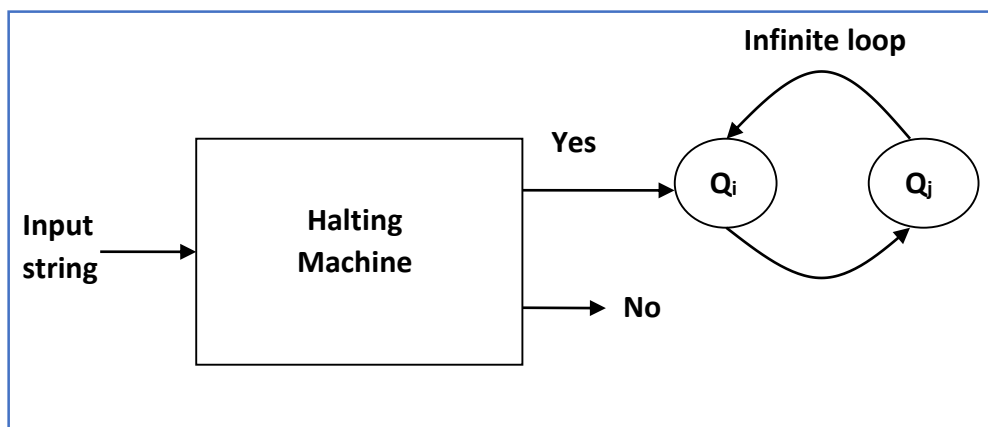 Infinite loop
Yes
Qi
Qj
Input
string
Halting
Machine
No